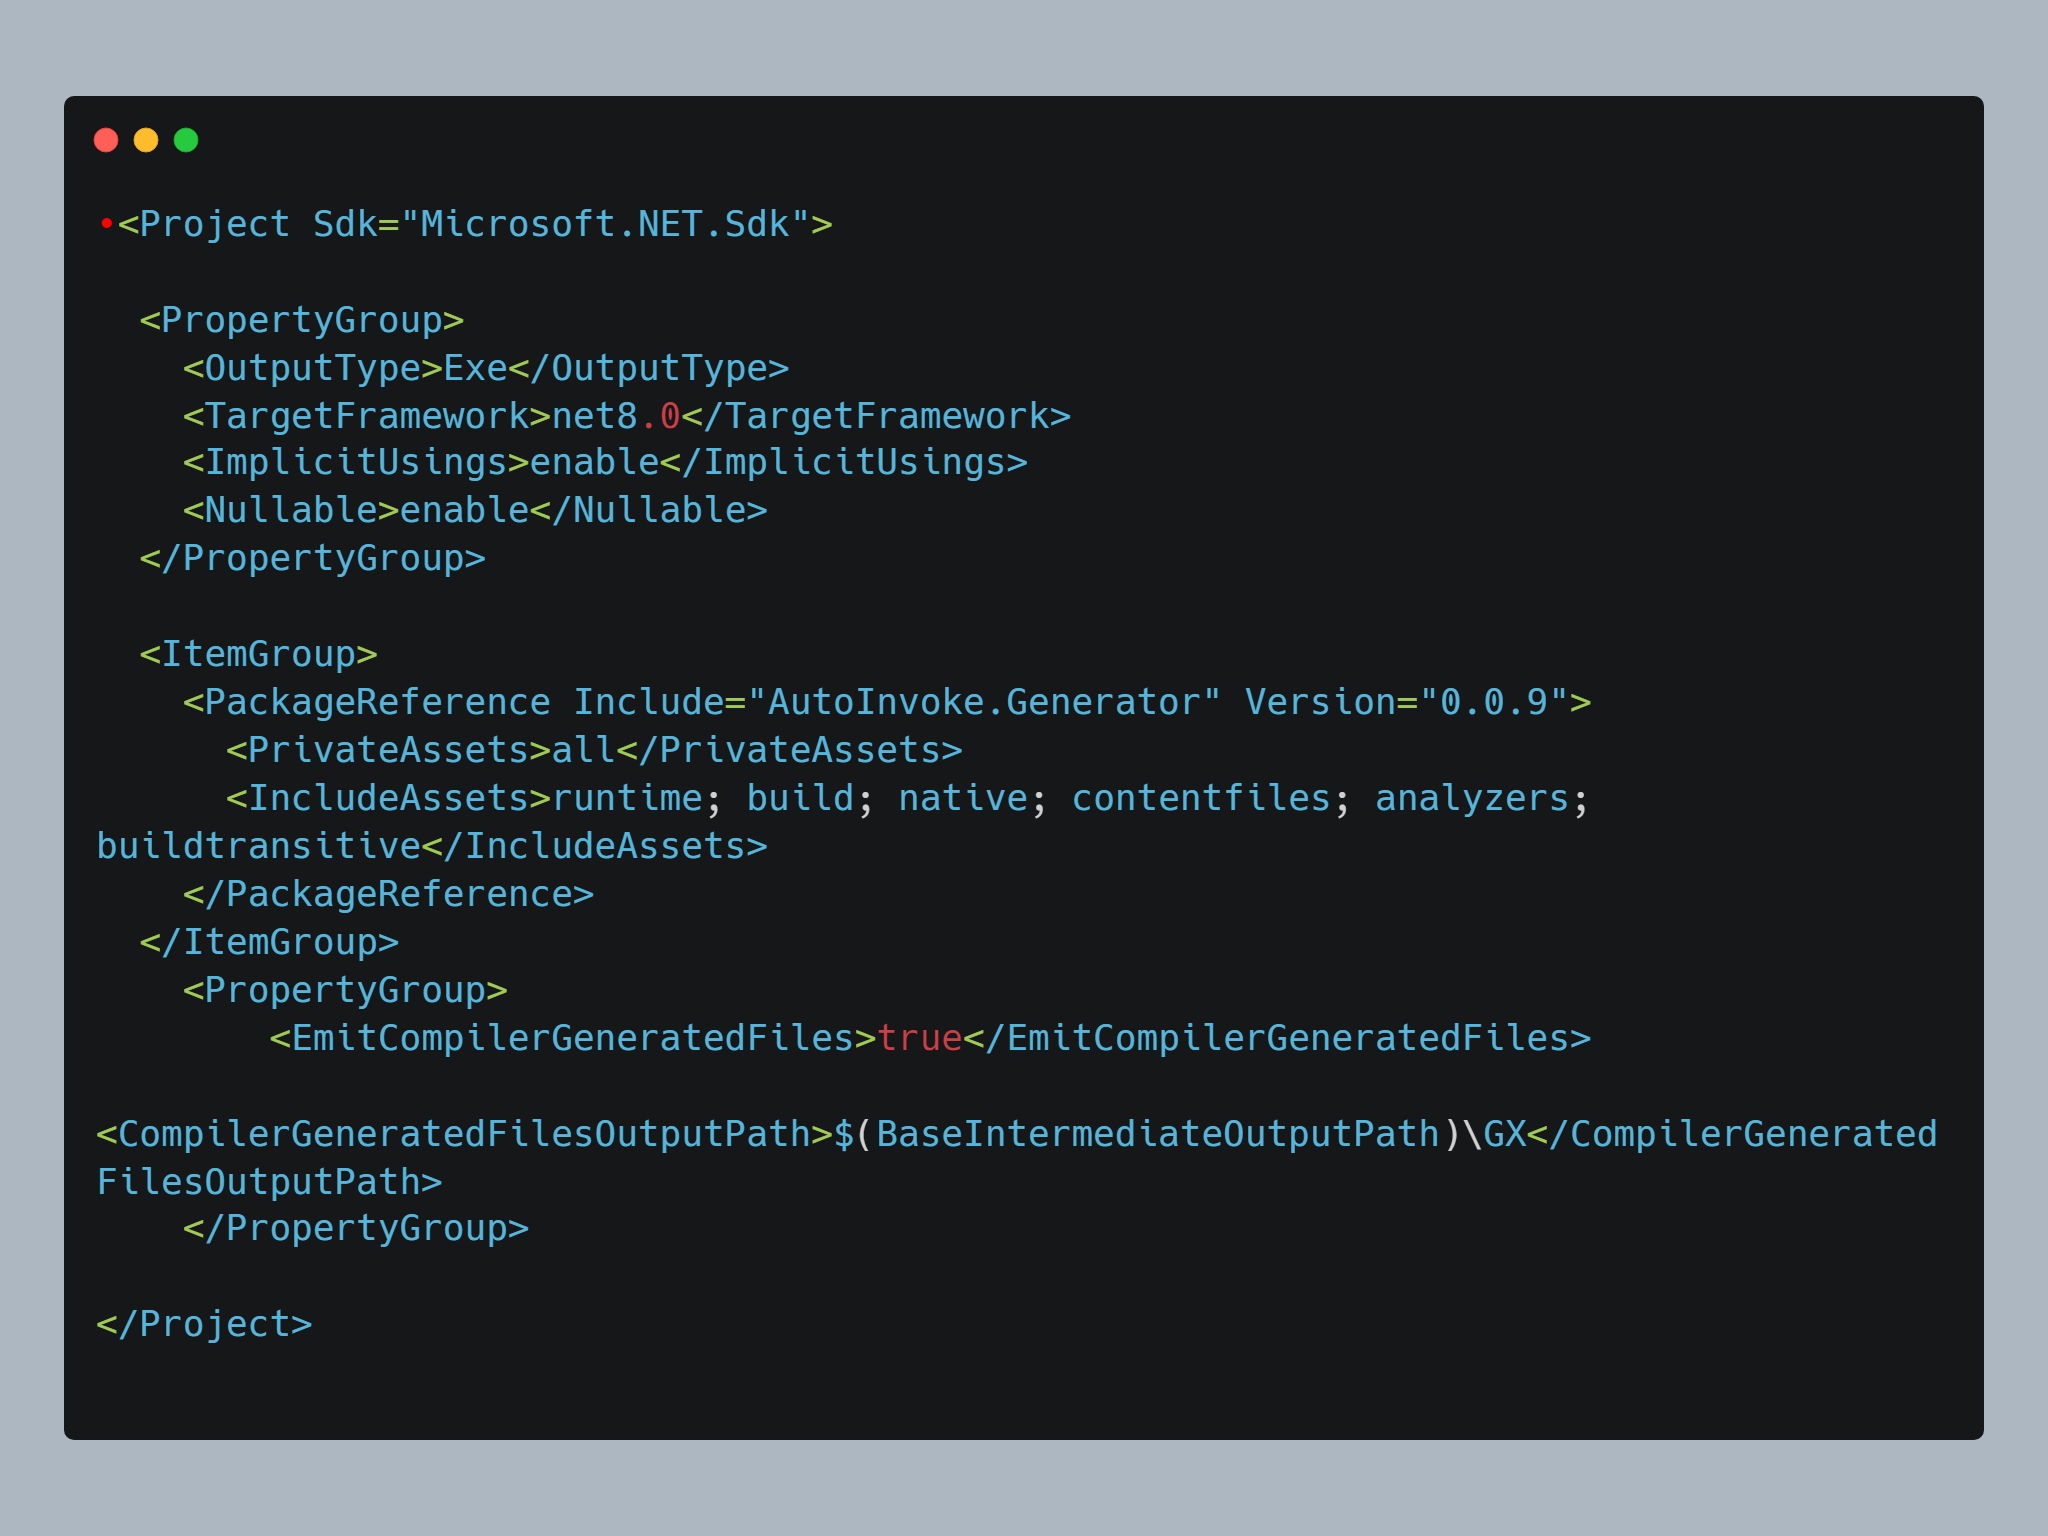 •<Project Sdk="Microsoft.NET.Sdk">

  <PropertyGroup>
    <OutputType>Exe</OutputType>
    <TargetFramework>net8.0</TargetFramework>
    <ImplicitUsings>enable</ImplicitUsings>
    <Nullable>enable</Nullable>
  </PropertyGroup>

  <ItemGroup>
    <PackageReference Include="AutoInvoke.Generator" Version="0.0.9">
      <PrivateAssets>all</PrivateAssets>
      <IncludeAssets>runtime; build; native; contentfiles; analyzers;
buildtransitive</IncludeAssets>
    </PackageReference>
  </ItemGroup>
    <PropertyGroup>
        <EmitCompilerGeneratedFiles>true</EmitCompilerGeneratedFiles>

<CompilerGeneratedFilesOutputPath>$(BaseIntermediateOutputPath)\GX</CompilerGenerated
FilesOutputPath>
    </PropertyGroup>

</Project>